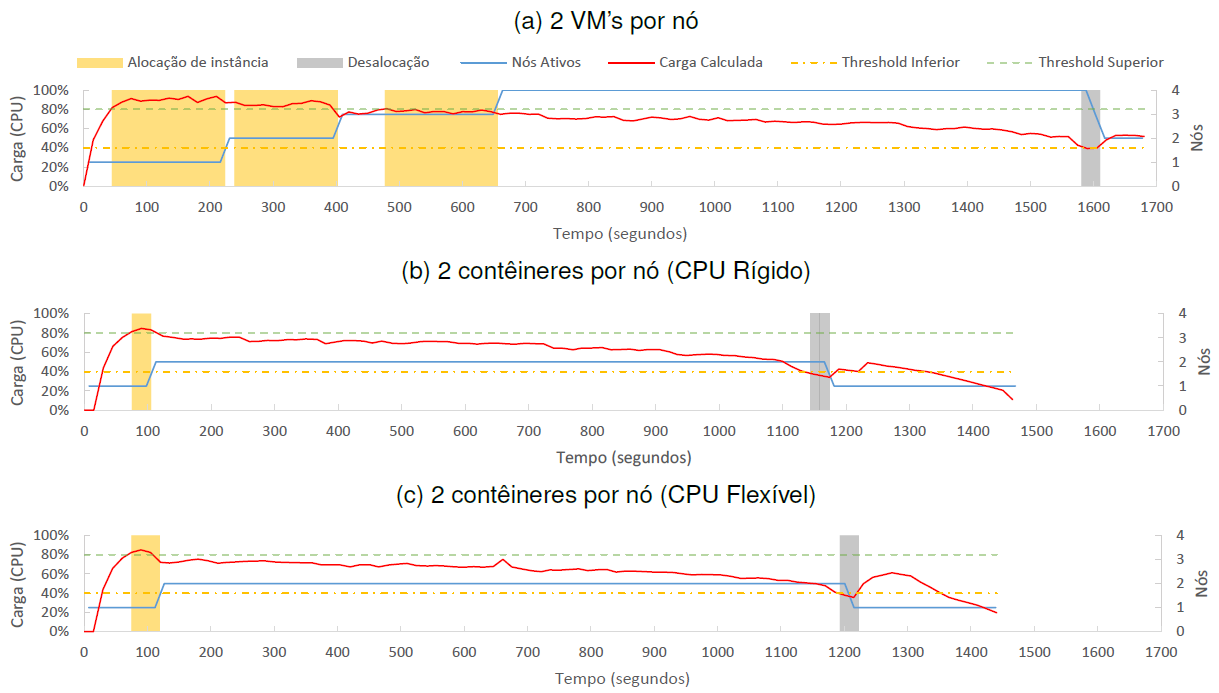 (a) 2 VM's por nó
Alocação de instância Desalocação Nós Ativos Carga Calculada Threshold Inferior Threshold Superior
Carga (CPU)
100%
80%
60%
40%
20%
0%
4
3
2
1
0
Nós
0 100 200 300 400 500 600 700 800 900 1000 1100 1200 1300 1400 1500 1600 1700
Tempo (segundos)
(b) 2 contêineres por nó (CPU Rígido)
Carga (CPU)
100%
80%
60%
40%
20%
0%
4
3
2
1
0
Nós
0 100 200 300 400 500 600 700 800 900 1000 1100 1200 1300 1400 1500 1600 1700
Tempo (segundos)
(c) 2 contêineres por nó (CPU Flexível)
Carga (CPU)
100%
80%
60%
40%
20%
0%
4
3
2
1
0
Nós
0 100 200 300 400 500 600 700 800 900 1000 1100 1200 1300 1400 1500 1600 1700
Tempo (segundos)